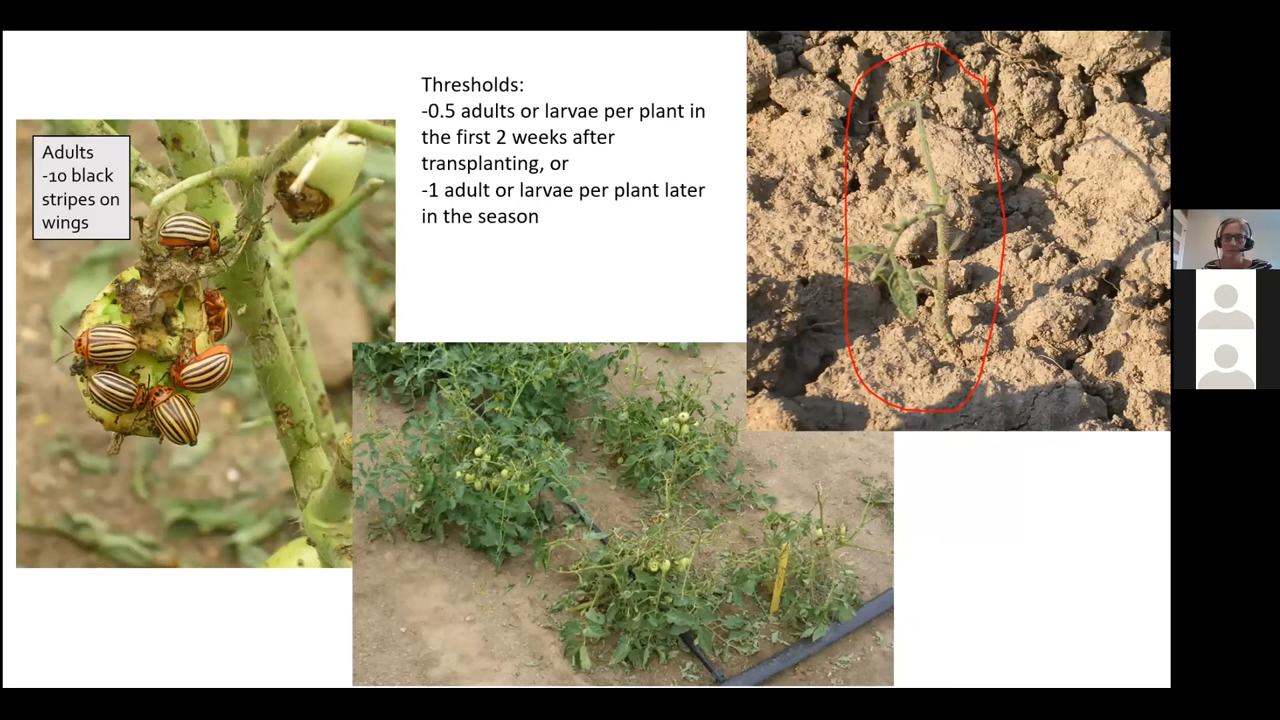 Adults
-10 black
stripes on
wings
Thresholds:
-0.5 adults or larvae per plant in
the first 2 weeks after
transplanting, or
-1 adult or larvae per plant later
in the season